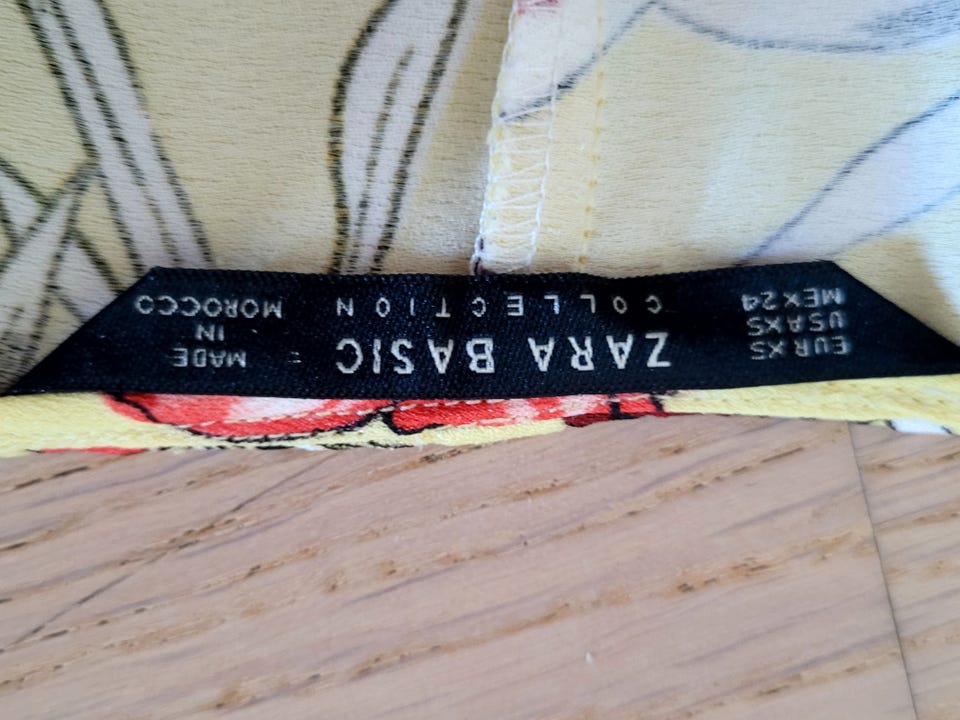 EUR XS
USA XS
MEX 24
ZARA BASIC
COLLECTION
MADE
IN
MOROCCO